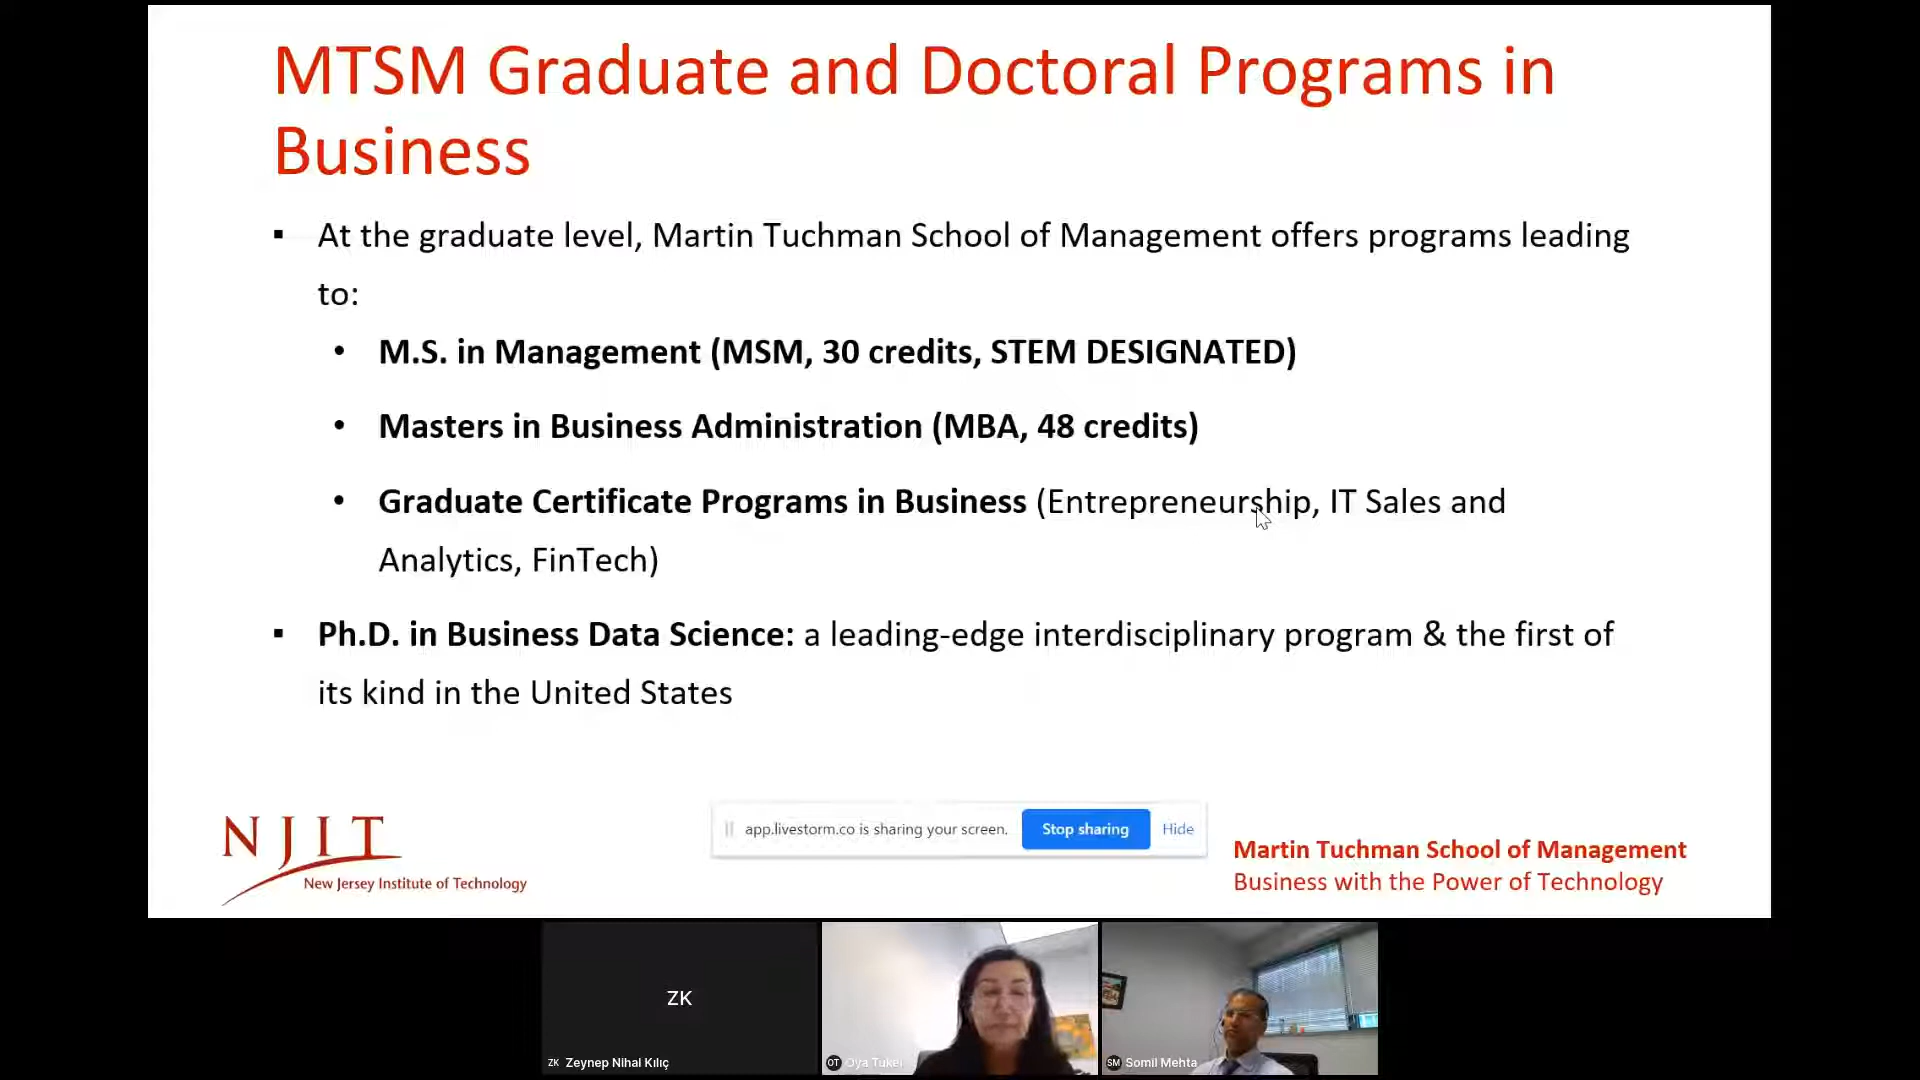 MTSM Graduate and Doctoral Programs in
Business
▪ At the graduate level, Martin Tuchman School of Management offers programs leading
to:
• M.S. in Management (MSM, 30 credits, STEM DESIGNATED)
• Masters in Business Administration (MBA, 48 credits)
• Graduate Certificate Programs in Business (Entrepreneurship, IT Sales and
Analytics, FinTech)
▪ Ph.D. in Business Data Science: a leading-edge interdisciplinary program & the first of
its kind in the United States
NJIT
New Jersey Institute of Technology
app.livestorm.co is sharing your screen. Stop sharing Hide
Martin Tuchman School of Management
Business with the Power of Technology
ZK
ZK Zeynep Nihal Kılıç
OT Oya Tukel
SM Somil Mehta